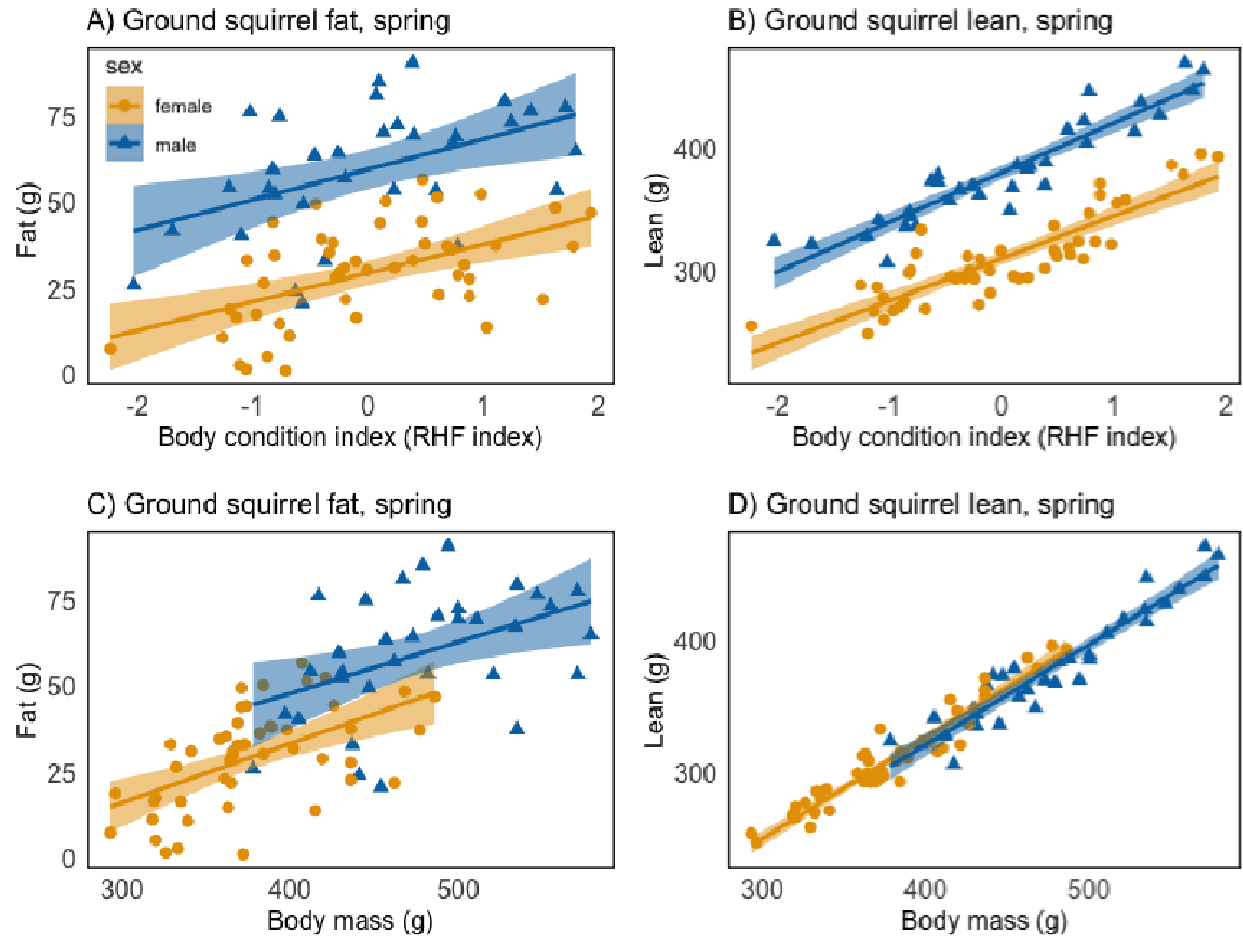 A) Ground squirrel fat, spring
sex
female
male
Fat (g)
75
50
25
0
-2 -1 0 1 2
Body condition index (RHF index)
B) Ground squirrel lean, spring
Lean (g)
400
300
-2 -1 0 1 2
Body condition index (RHF index)
C) Ground squirrel fat, spring
Fat (g)
75
50
25
0
300 400 500
Body mass (g)
D) Ground squirrel lean, spring
Lean (g)
400
300
300 400 500
Body mass (g)